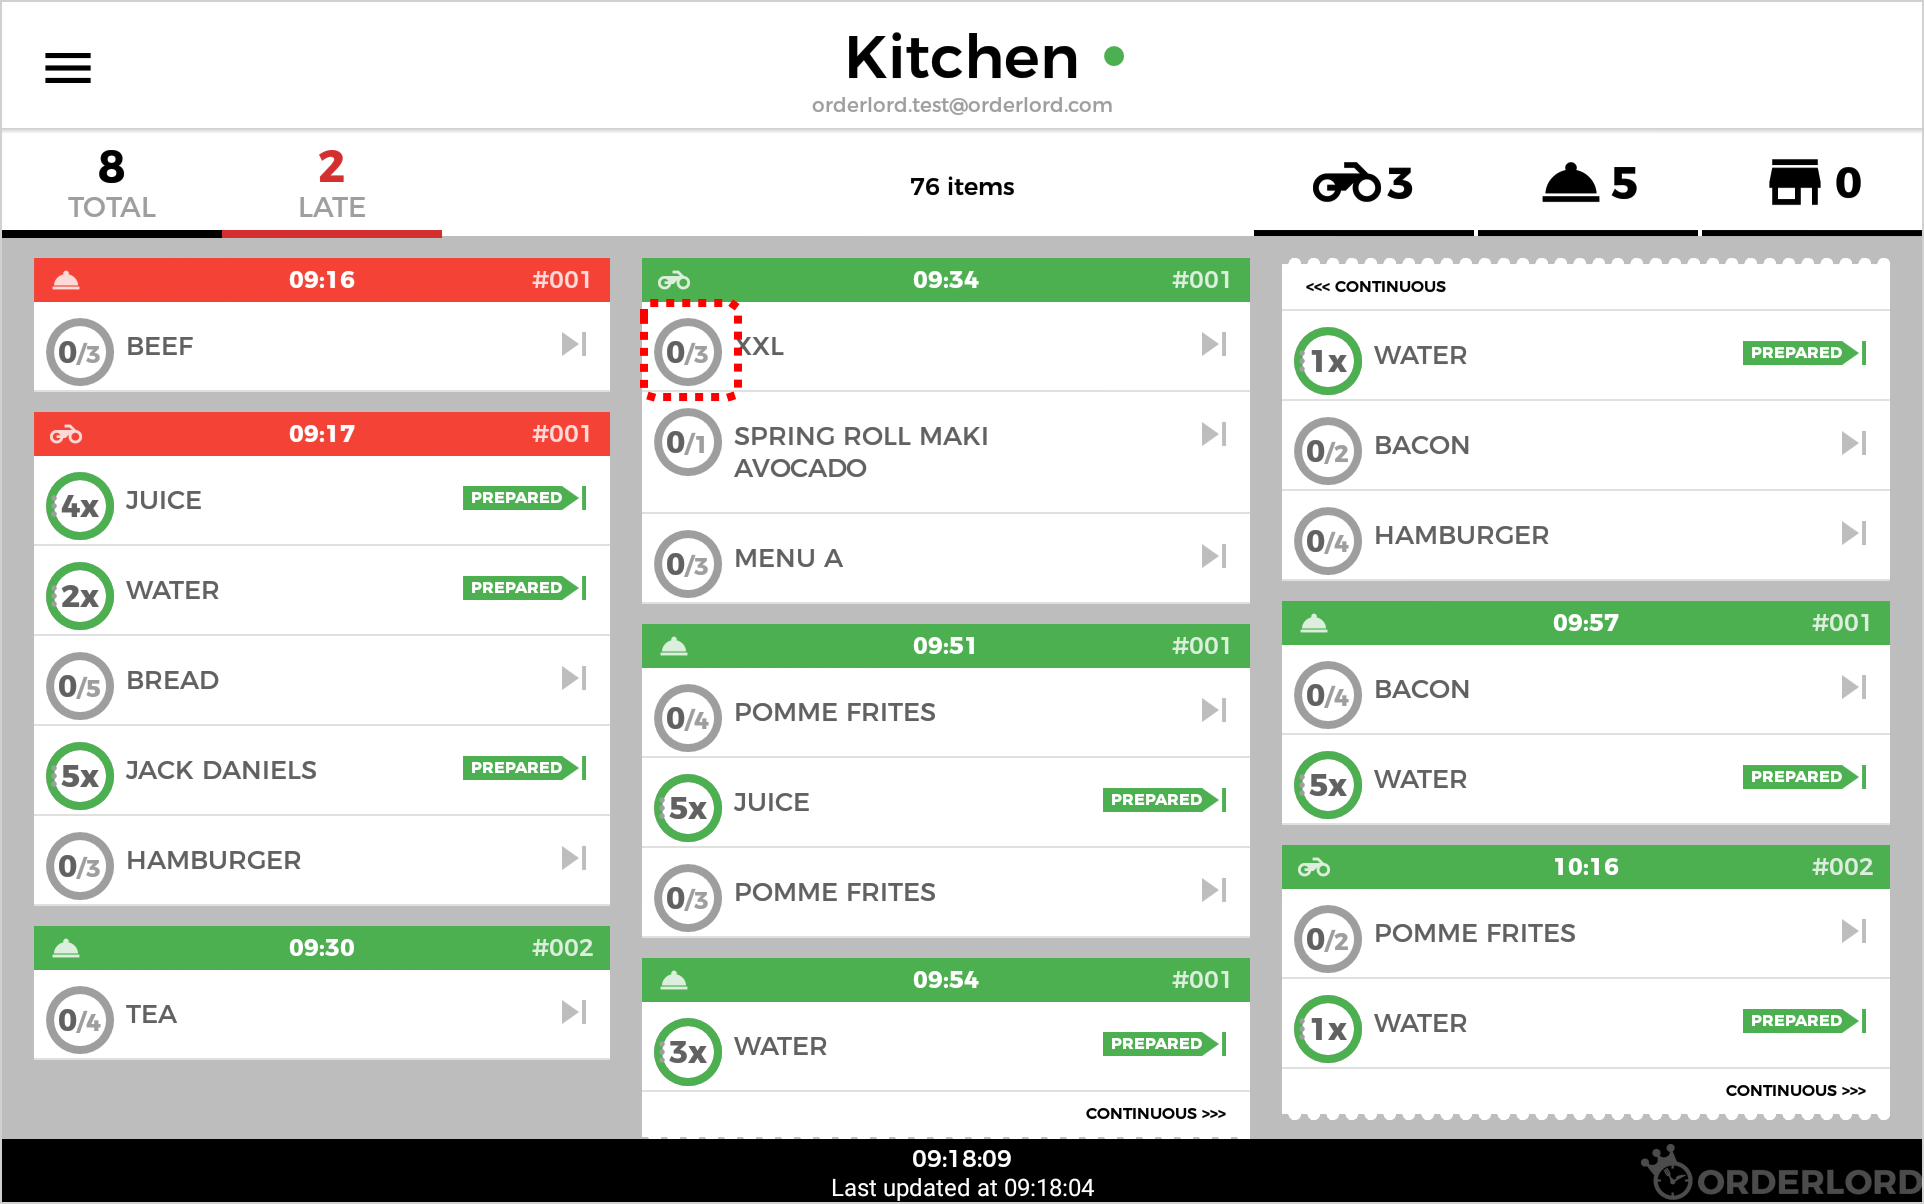 Kitchen
orderlord.test@orderlord.com
8
TOTAL
2
LATE
76 items
3
5
0
09:16 #001
0/3 BEEF
09:17 #001
4x JUICE PREPARED
2x WATER PREPARED
0/5 BREAD
5x JACK DANIELS PREPARED
0/3 HAMBURGER
09:30 #002
0/4 TEA
09:34 #001
0/3 XXL
0/1 SPRING ROLL MAKI
AVOCADO
0/3 MENU A
09:51 #001
0/4 POMME FRITES
5x JUICE PREPARED
0/3 POMME FRITES
09:54 #001
3x WATER PREPARED
CONTINUOUS >>>
<<< CONTINUOUS
1x WATER PREPARED
0/2 BACON
0/4 HAMBURGER
09:57 #001
0/4 BACON
5x WATER PREPARED
10:16 #002
0/2 POMME FRITES
1x WATER PREPARED
CONTINUOUS >>>
09:18:09
Last updated at 09:18:04
ORDERLORD